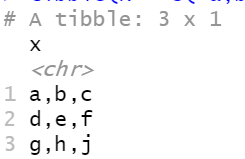 # A tibble: 3 x 1
x
<chr>
1 a,b,c
2 d,e,f
3 g,h,j